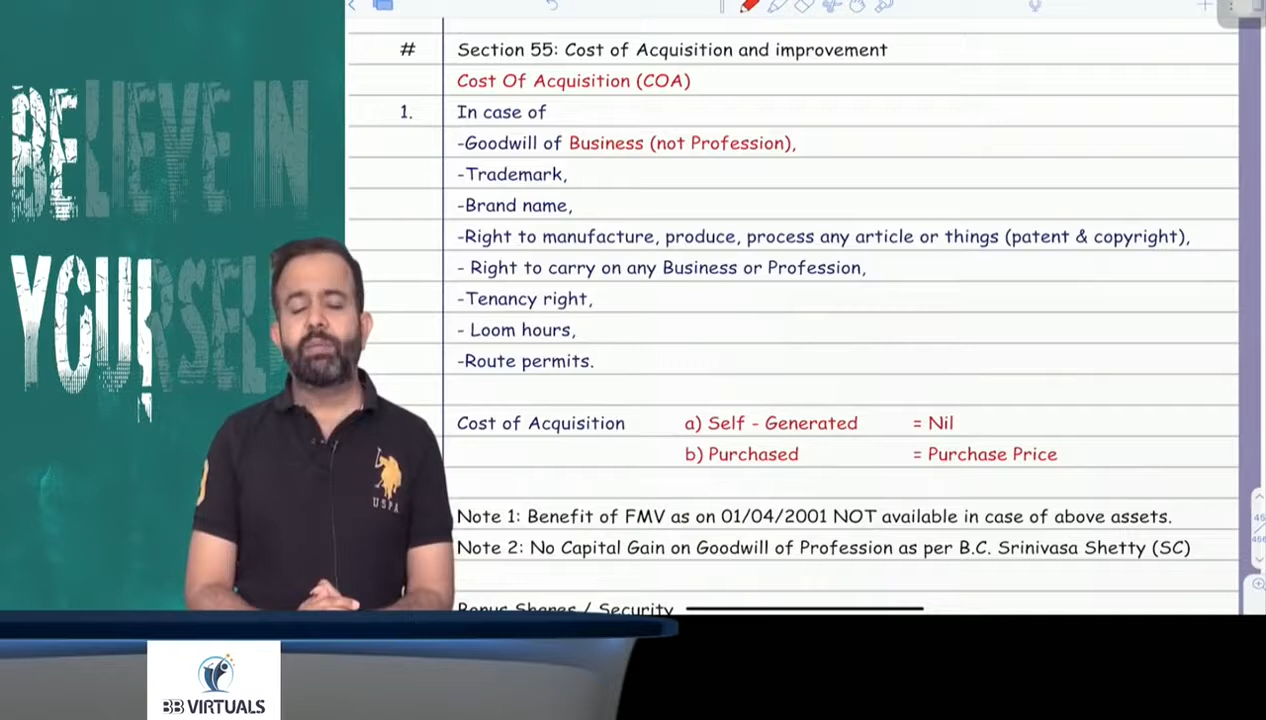 BELIEVE IN
YOURSELF
!
# Section 55: Cost of Acquisition and improvement
Cost Of Acquisition (COA)
1. In case of
-Goodwill of Business (not Profession),
-Trademark,
-Brand name,
-Right to manufacture, produce, process any article or things (patent & copyright),
- Right to carry on any Business or Profession,
-Tenancy right,
- Loom hours,
-Route permits.
Cost of Acquisition a) Self - Generated = Nil
b) Purchased = Purchase Price
Note 1: Benefit of FMV as on 01/04/2001 NOT available in case of above assets.
Note 2: No Capital Gain on Goodwill of Profession as per B.C. Srinivasa Shetty (SC)
Bonus Shares / Security
USPA
BB VIRTUALS